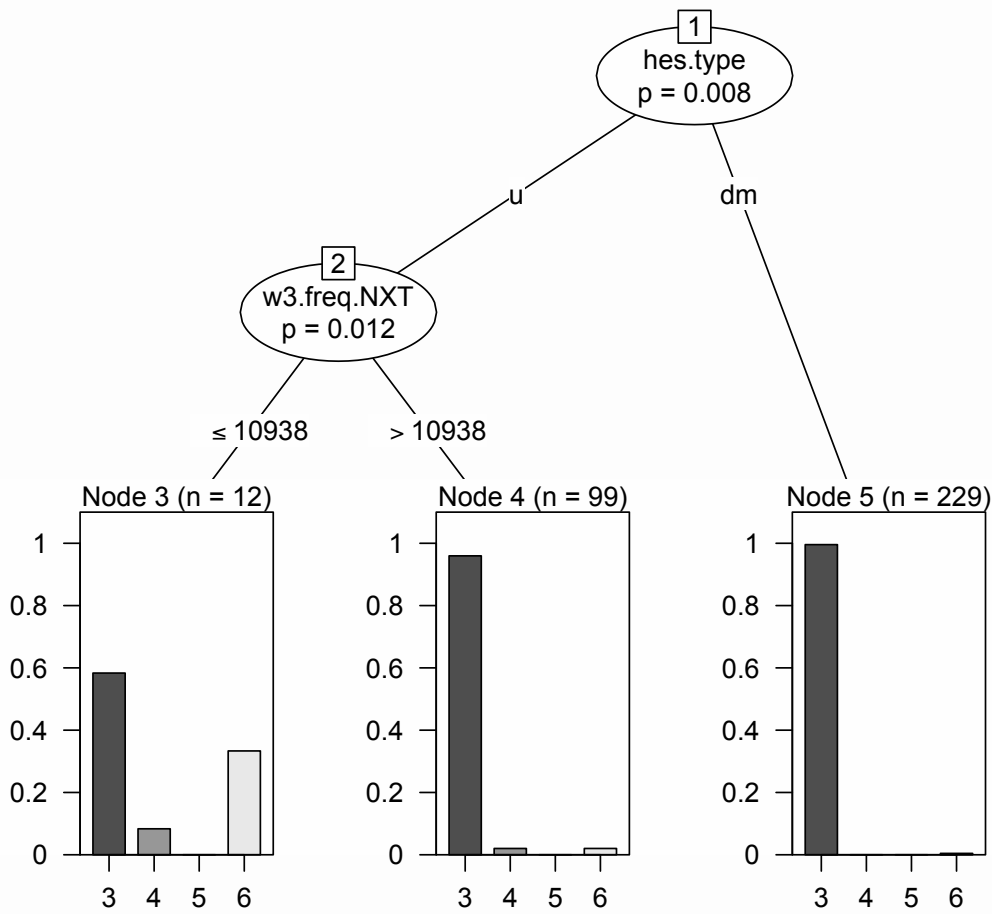 1
hes.type
p = 0.008
u
dm
2
w3.freq.NXT
p = 0.012
≤ 10938
> 10938
Node 3 (n = 12)
1
0.8
0.6
0.4
0.2
0
3 4 5 6
Node 4 (n = 99)
1
0.8
0.6
0.4
0.2
0
3 4 5 6
Node 5 (n = 229)
1
0.8
0.6
0.4
0.2
0
3 4 5 6